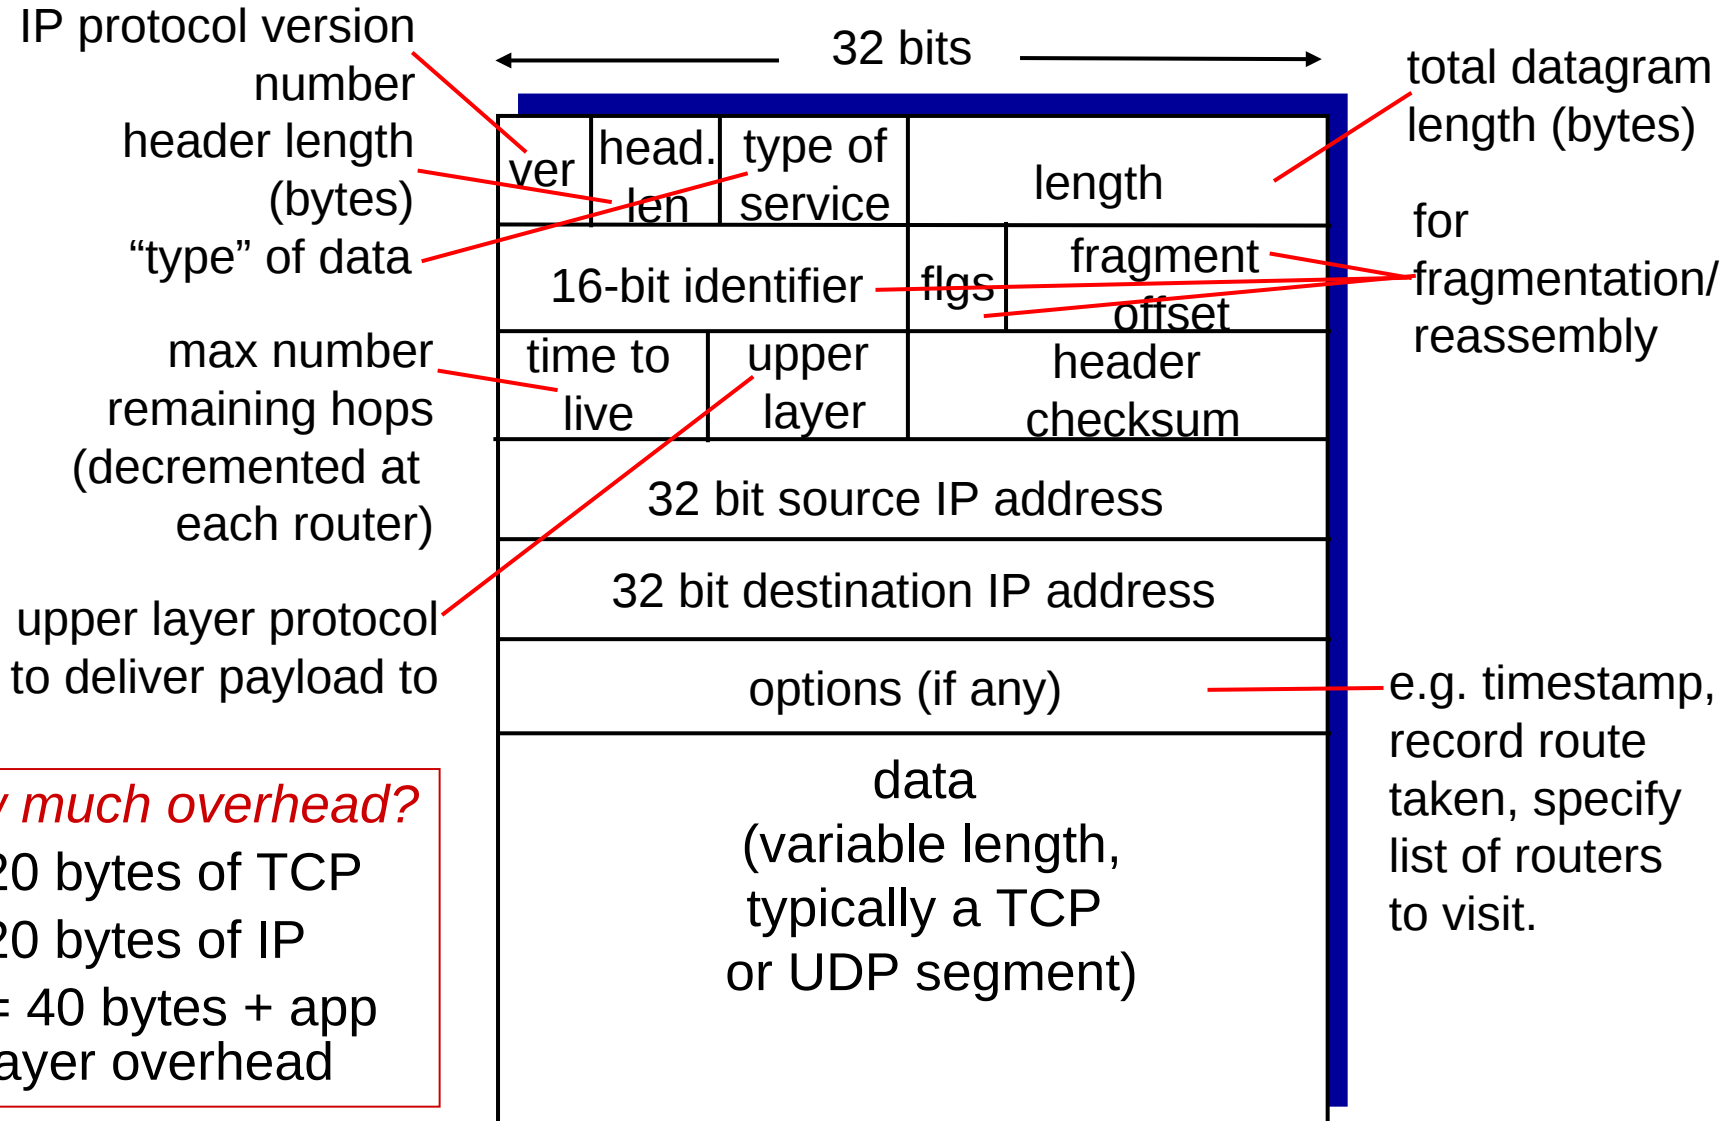 IP protocol version
number
header length
(bytes)
“type” of data
max number
remaining hops
(decremented at
each router)
upper layer protocol
to deliver payload to
much overhead?
20 bytes of TCP
20 bytes of IP
= 40 bytes + app
overhead
32 bits
ver
head.
len
type of
service
length
16-bit identifier
flgs
fragment
offset
time to
live
upper
layer
header
checksum
32 bit source IP address
32 bit destination IP address
options (if any)
data
(variable length,
typically a TCP
or UDP segment)
total datagram
length (bytes)
for
fragmentation/
reassembly
e.g. timestamp,
record route
taken, specify
list of routers
to visit.